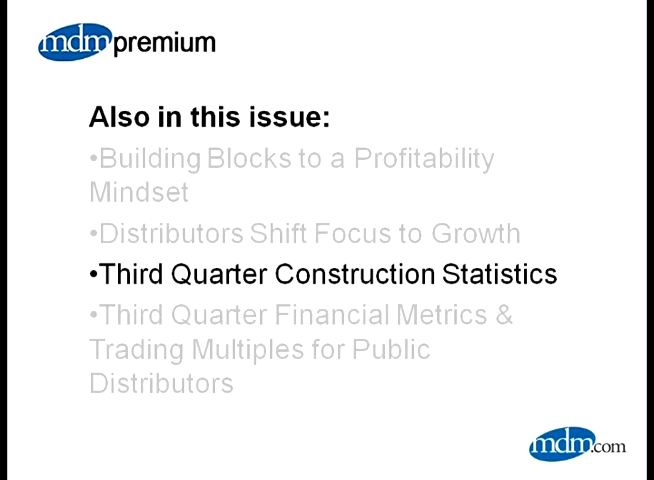 mdm premium
Also in this issue:
•Building Blocks to a Profitability
Mindset
•Distributors Shift Focus to Growth
•Third Quarter Construction Statistics
•Third Quarter Financial Metrics &
Trading Multiples for Public
Distributors
mdm.com